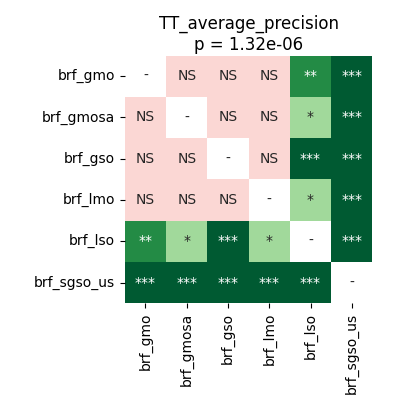 TT_average_precision
p = 1.32e-06
brf_gmo - NS NS NS ** ***
brf_gmosa NS - NS NS * ***
brf_gso NS NS - NS *** ***
brf_lmo NS NS NS - * ***
brf_lso ** * *** * - ***
brf_sgso_us *** *** *** *** *** -
brf_gmo brf_gmosa brf_gso brf_lmo brf_lso brf_sgso_us